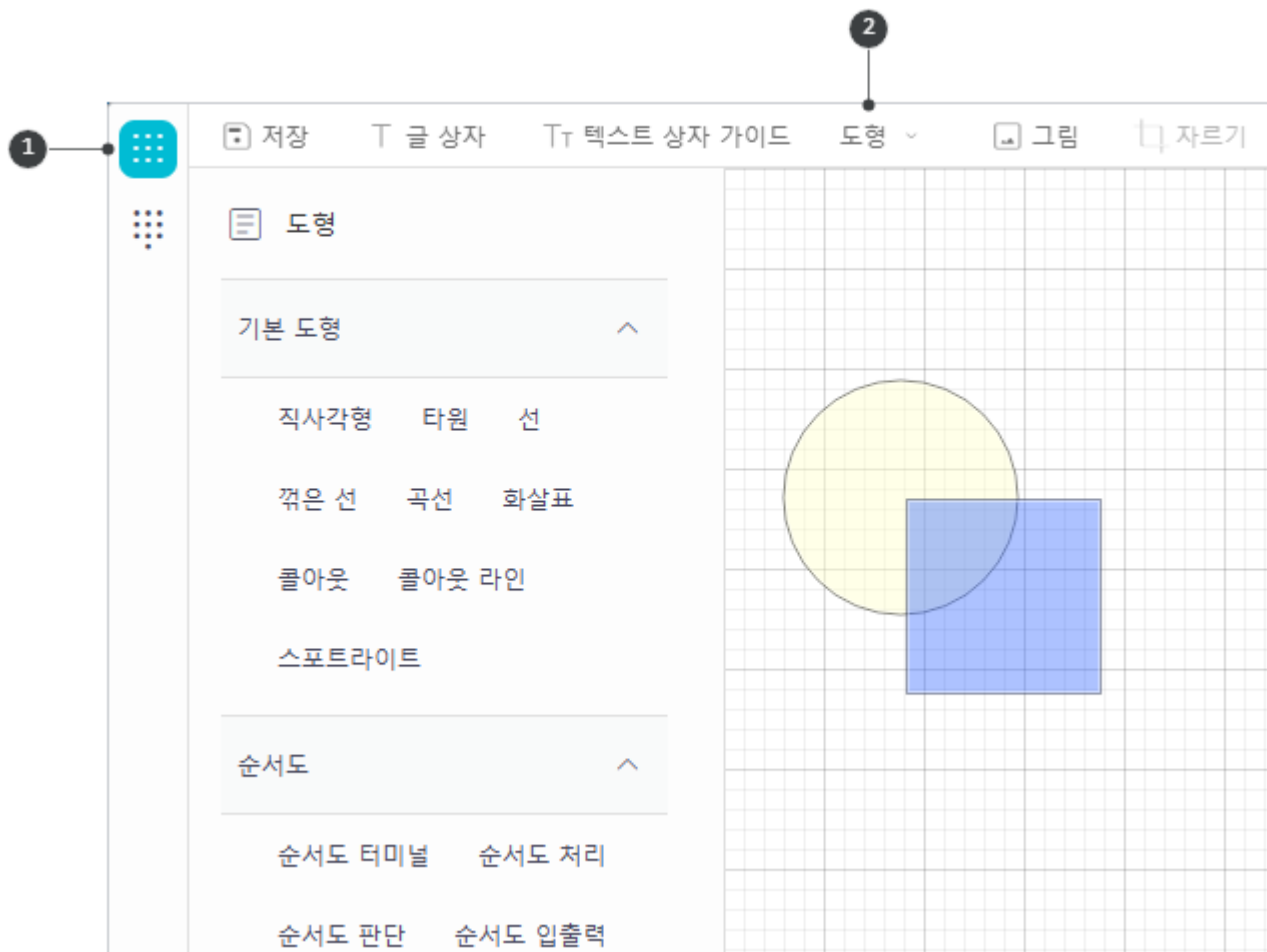 2
1
저장 글 상자 텍스트 상자 가이드 도형 그림 자르기
도형
기본 도형
직사각형 타원 선
꺾은 선 곡선 화살표
콜아웃 콜아웃 라인
스포트라이트
순서도
순서도 터미널 순서도 처리
순서도 판단 순서도 입출력